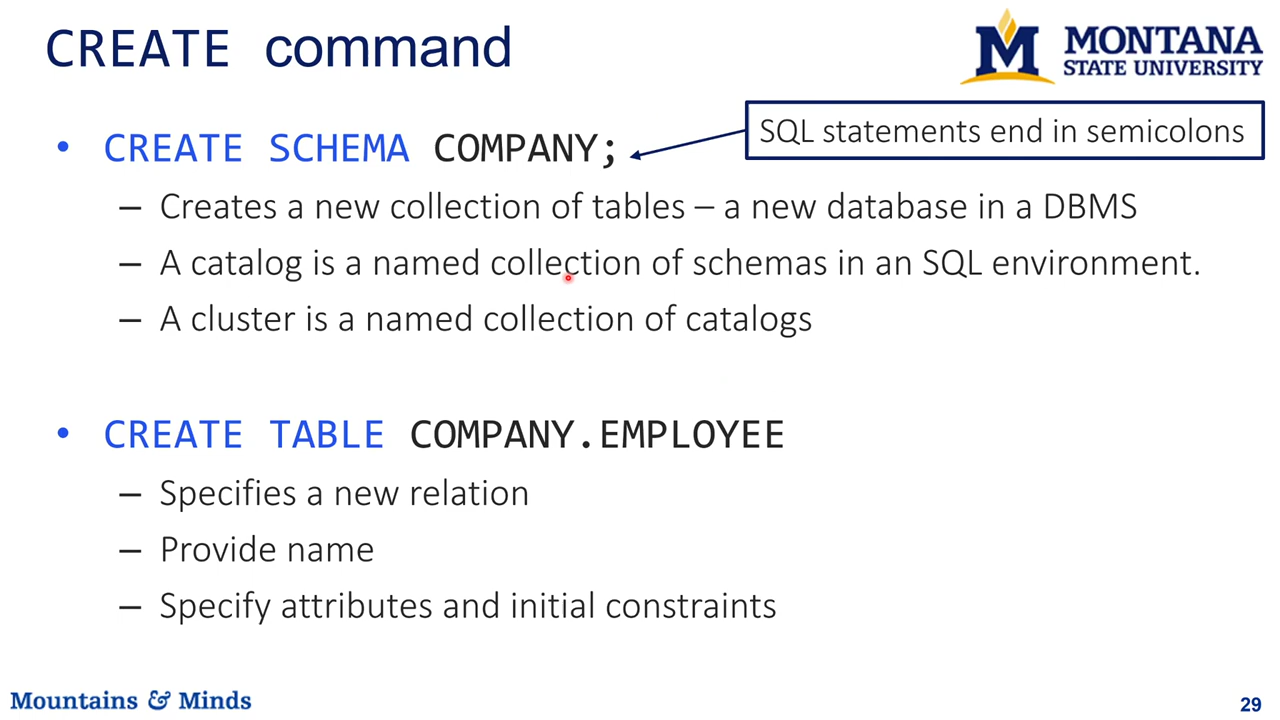 CREATE command
MONTANA
STATE UNIVERSITY
• CREATE SCHEMA COMPANY;
SQL statements end in semicolons
– Creates a new collection of tables – a new database in a DBMS
– A catalog is a named collection of schemas in an SQL environment.
– A cluster is a named collection of catalogs
• CREATE TABLE COMPANY.EMPLOYEE
– Specifies a new relation
– Provide name
– Specify attributes and initial constraints
Mountains & Minds
29